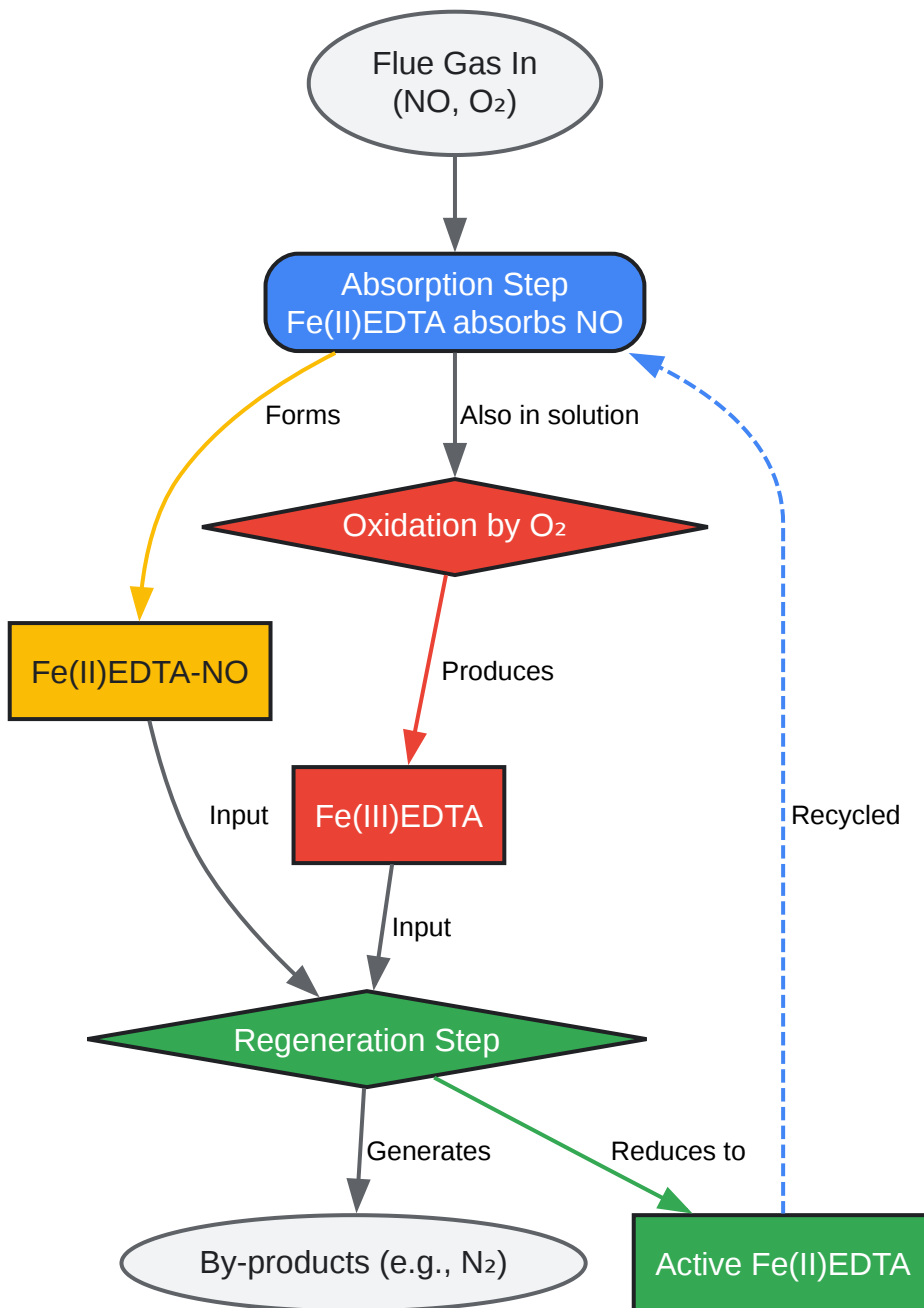 Flue Gas In
(NO, O₂)
Absorption Step
Fe(II)EDTA absorbs NO
Forms
Also in solution
Oxidation by O₂
Fe(II)EDTA-NO
Produces
Input
Fe(III)EDTA
Recycled
Input
Regeneration Step
Generates
Reduces to
By-products (e.g., N₂)
Active Fe(II)EDTA